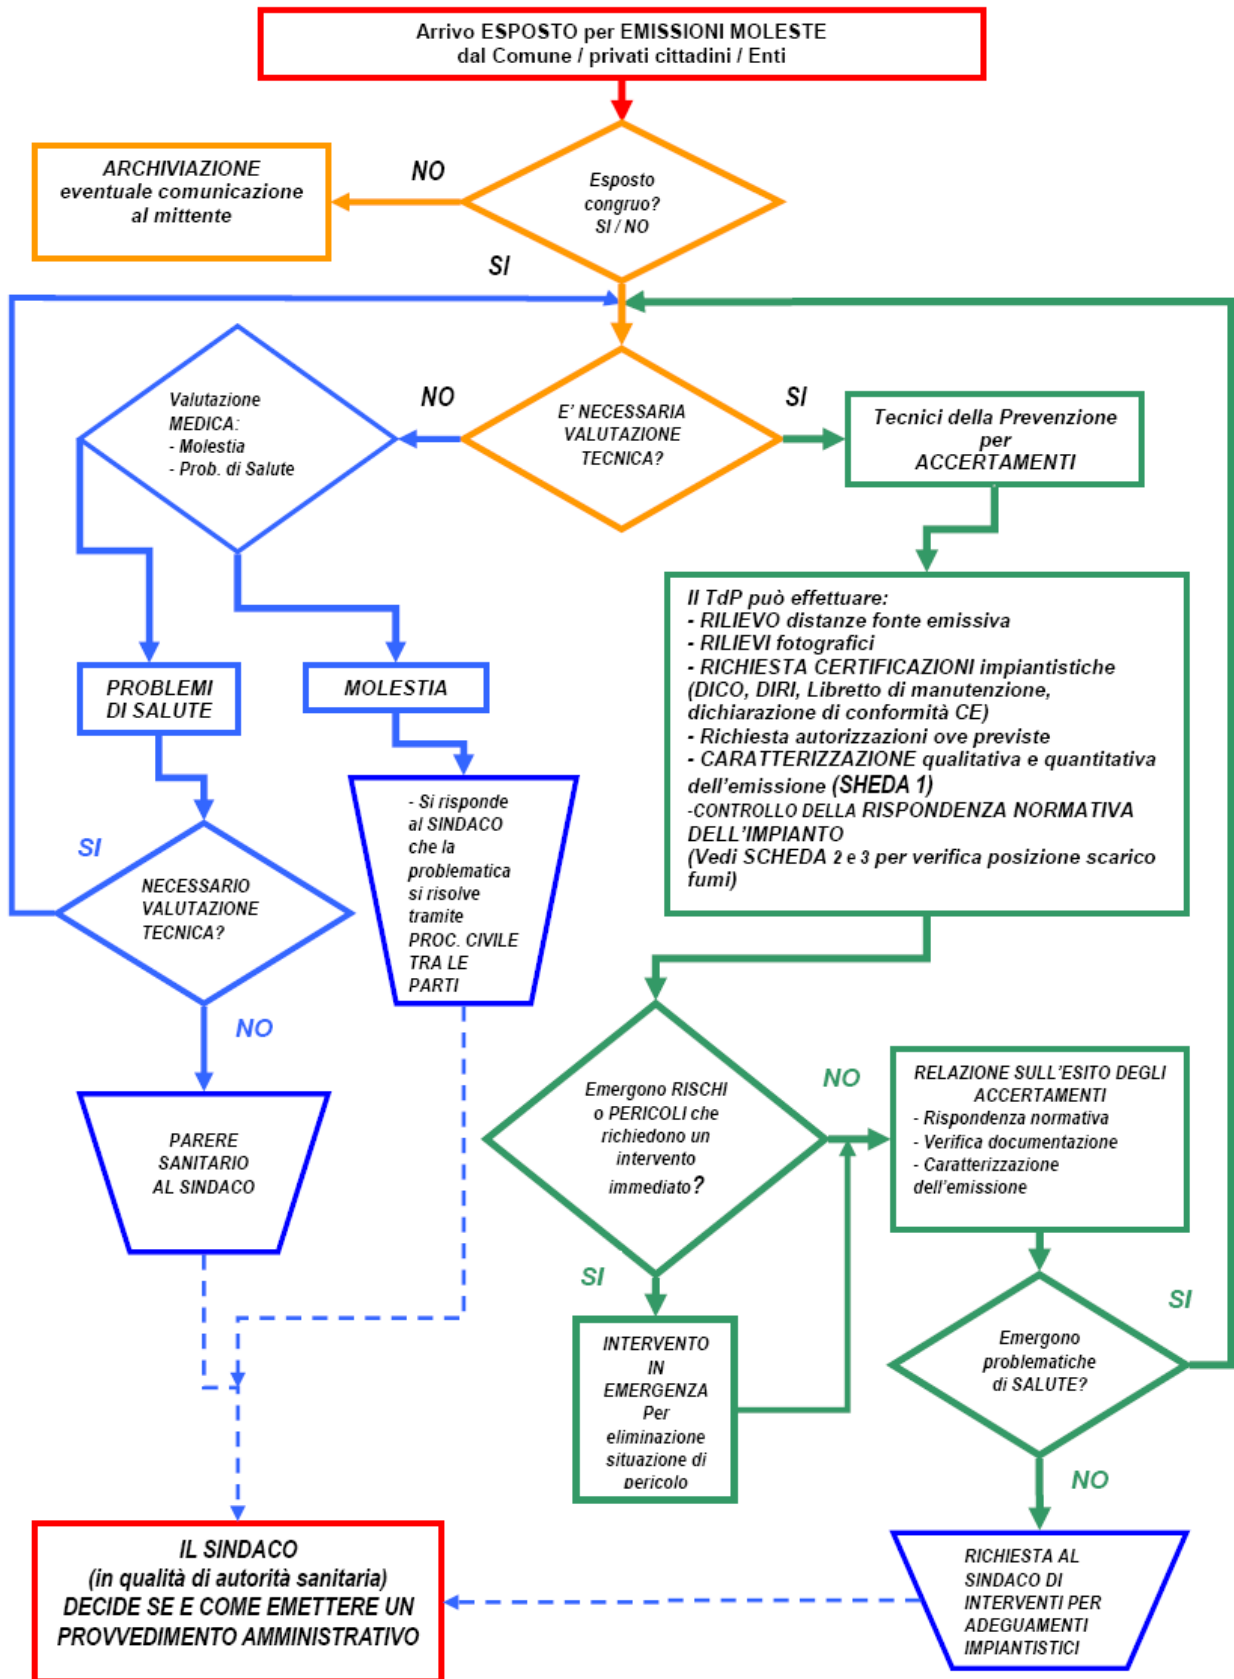 Arrivo ESPOSTO per EMISSIONI MOLESTE
dal Comune / privati cittadini / Enti
ARCHIVIAZIONE
eventuale comunicazione
al mittente
NO
Esposto
congruo?
SI / NO
SI
Valutazione
MEDICA:
- Molestia
- Prob. di Salute
NO
E' NECESSARIA
VALUTAZIONE
TECNICA?
SI
Tecnici della Prevenzione
per
ACCERTAMENTI
Il TdP può effettuare:
- RILIEVO distanze fonte emissiva
- RILIEVI fotografici
- RICHIESTA CERTIFICAZIONI impiantistiche
(DICO, DIRI, Libretto di manutenzione,
dichiarazione di conformità CE)
- Richiesta autorizzazioni ove previste
- CARATTERIZZAZIONE qualitativa e quantitativa
dell'emissione (SHEDA 1)
-CONTROLLO DELLA RISPONDENZA NORMATIVA
DELL'IMPIANTO
(Vedi SCHEDA 2 e 3 per verifica posizione scarico
fumi)
PROBLEMI
DI SALUTE
MOLESTIA
- Si risponde
al SINDACO
che la
problematica
si risolve
tramite
PROC. CIVILE
TRA LE
PARTI
SI
NECESSARIO
VALUTAZIONE
TECNICA?
NO
PARERE
SANITARIO
AL SINDACO
Emergono RISCHI
o PERICOLI che
richiedono un
intervento
immediato?
NO
RELAZIONE SULL'ESITO DEGLI
ACCERTAMENTI
- Rispondenza normativa
- Verifica documentazione
- Caratterizzazione
dell'emissione
SI
INTERVENTO
IN
EMERGENZA
Per
eliminazione
situazione di
pericolo
Emergono
problematiche
di SALUTE?
SI
NO
IL SINDACO
(in qualità di autorità sanitaria)
DECIDE SE E COME EMETTERE UN
PROVVEDIMENTO AMMINISTRATIVO
RICHIESTA AL
SINDACO DI
INTERVENTI PER
ADEGUAMENTI
IMPIANTISTICI